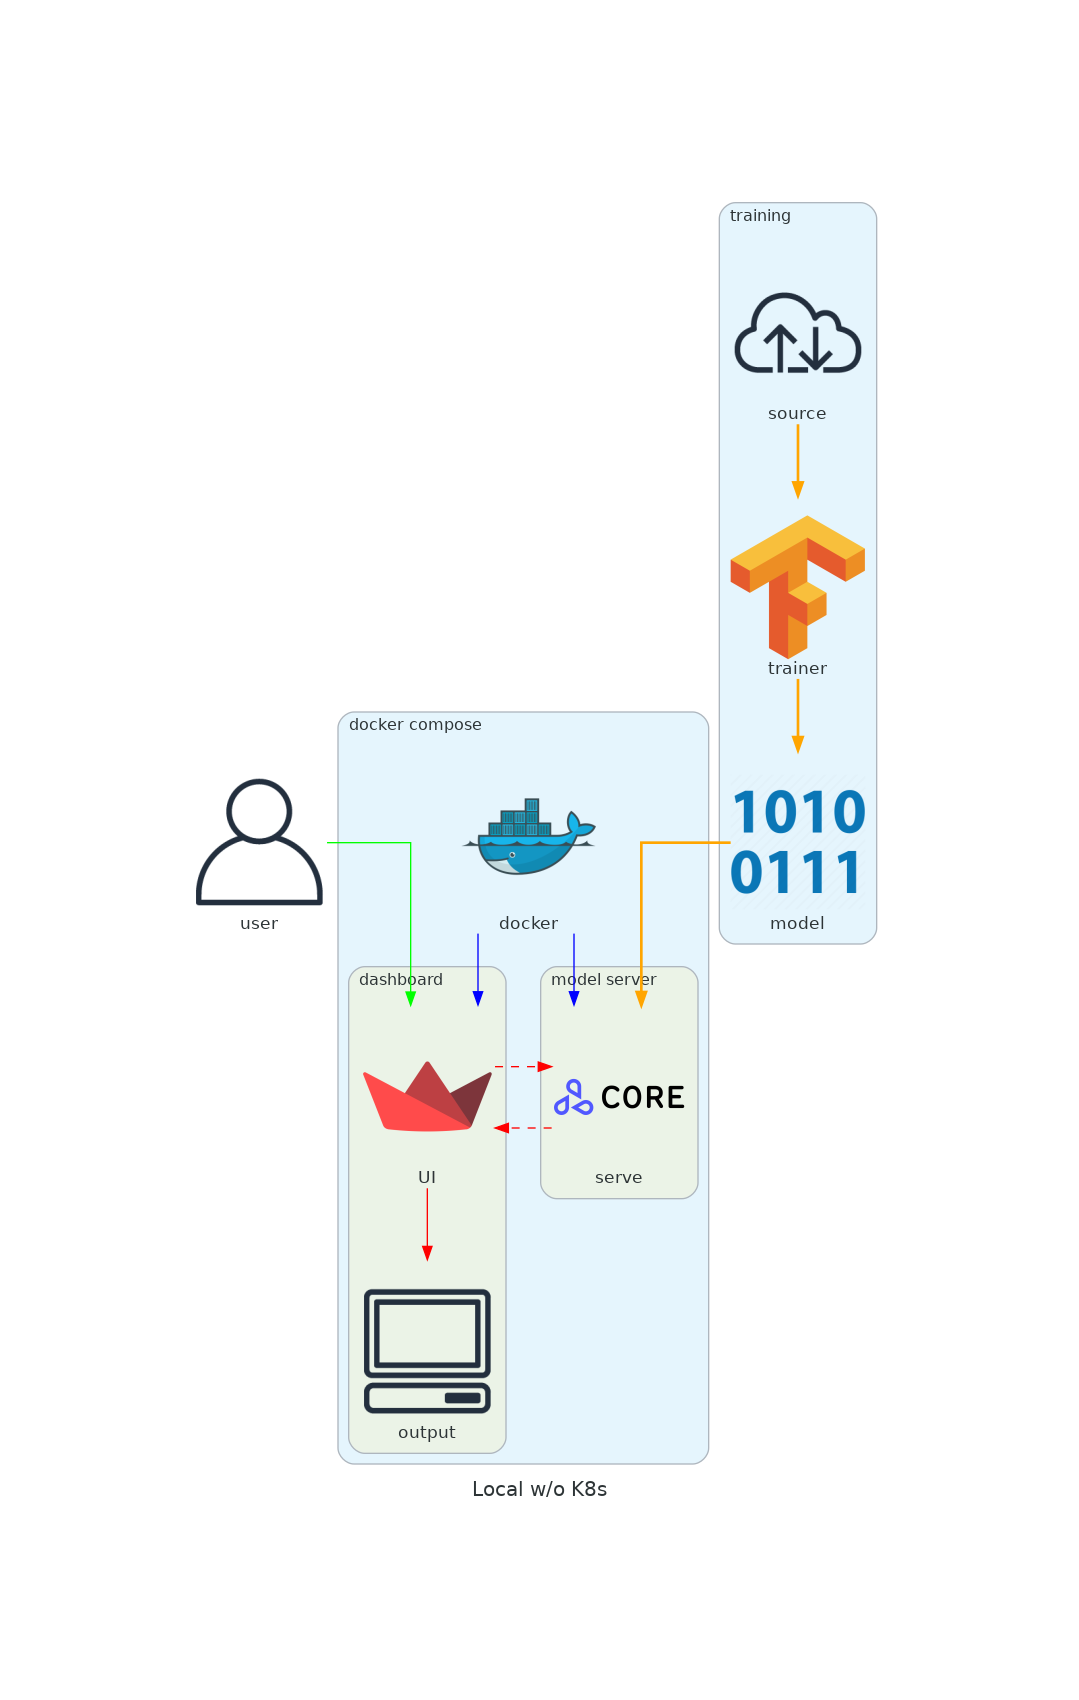 training
source
trainer
docker compose
1010
0111
user
docker
model
dashboard
model server
CORE
UI
serve
output
Local w/o K8s